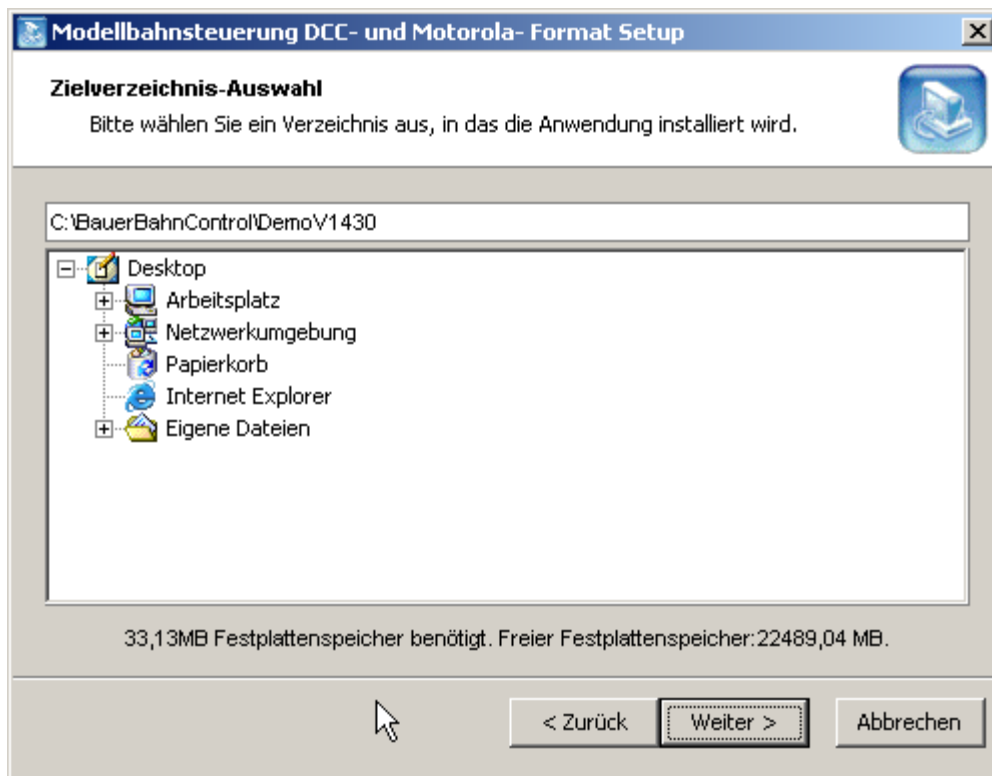 Modellbahnsteuerung DCC- und Motorola- Format Setup
Zielverzeichnis-Auswahl
Bitte wählen Sie ein Verzeichnis aus, in das die Anwendung installiert wird.
C:\BauerBahnControl\DemoV1430
Desktop
Arbeitsplatz
Netzwerkumgebung
Papierkorb
Internet Explorer
Eigene Dateien
33,13MB Festplattenspeicher benötigt. Freier Festplattenspeicher:22489,04 MB.
< Zurück Weiter > Abbrechen